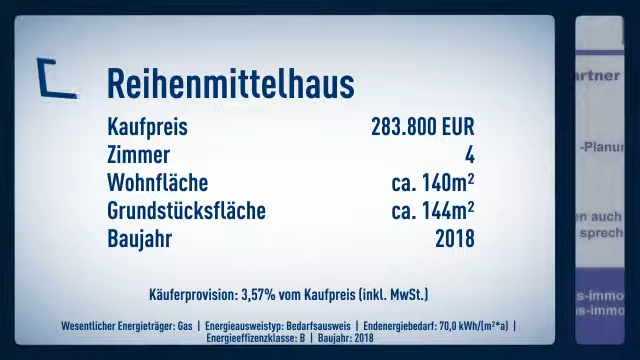 Reihenmittelhaus
Kaufpreis 283.800 EUR
Zimmer 4
Wohnfläche ca. 140m²
Grundstücksfläche ca. 144m²
Baujahr 2018
Käuferprovision: 3,57% vom Kaufpreis (inkl. MwSt.)
Wesentlicher Energieträger: Gas | Energieausweistyp: Bedarfsausweis | Endenergiebedarf: 70,0 kWh/(m²*a) |
Energieeffizenzklasse: B | Baujahr: 2018
artner
-Planu
en auch
sprech
s-immo
s-immo